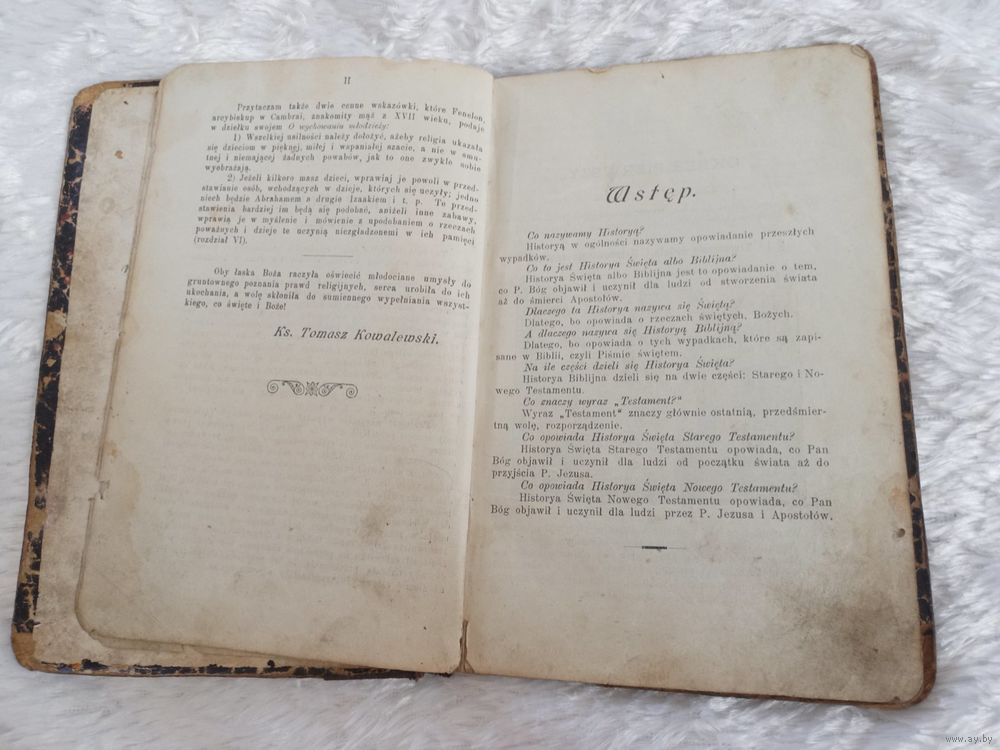 II
Przytaczam także dwie cenne wskazówki, które Fenelon,
arcybiskup w Cambrai, znakomity mąż z XVII wieku, podaje
w dziełku swojem O wychowaniu młodzieży:
1) Wszelkiej usilności należy dołożyć, ażeby religia ukazała
się dzieciom w pięknej, miłej i wspaniałej szacie, a nie w smu-
tnej i niemającej żadnych powabów, jak to one zwykle sobie
wyobrażają.
2) Jeżeli kilkoro masz dzieci, wprawiaj je powoli w przed-
stawianie osób, wchodzących w dzieje, których się uczyły; jedno
niech będzie Abrahamem a drugie Izaakiem i t. p. Te przed-
stawienia bardziej im będą się podobać, aniżeli inne zabawy,
wprawią je w myślenie i mówienie z upodobaniem o rzeczach
poważnych i dzieje te uczynią niezgładzonemi w ich pamięci
(rozdział VI).
Oby łaska Boża raczyła oświecić młodociane umysły do
gruntownego poznania prawd religijnych, serca urobiła do ich
ukochania, a wolę skłoniła do sumiennego wypełniania wszyst-
kiego, co święte i Boże!
Ks. Tomasz Kowalewski.
Wstęp.
Co nazywamy Historyą?
Historyą w ogólności nazywamy opowiadanie przeszłych
wypadków.
Co to jest Historya Święta albo Biblijna?
Historya Święta albo Biblijna jest to opowiadanie o tem,
co P. Bóg objawił i uczynił dla ludzi od stworzenia świata
aż do śmierci Apostołów.
Dlaczego ta Historya nazywa się Świętą?
Dlatego, bo opowiada o rzeczach świętych, Bożych.
A dlaczego nazywa się Historyą Biblijną?
Dlatego, bo opowiada o tych wypadkach, które są zapi-
sane w Biblii, czyli Piśmie świętem.
Na ile części dzieli się Historya Święta?
Historya Biblijna dzieli się na dwie części: Starego i No-
wego Testamentu.
Co znaczy wyraz „Testament?"
Wyraz „Testament" znaczy głównie ostatnią, przedśmier-
tną wolę, rozporządzenie.
Co opowiada Historya Święta Starego Testamentu?
Historya Święta Starego Testamentu opowiada, co Pan
Bóg objawił i uczynił dla ludzi od początku świata aż do
przyjścia P. Jezusa.
Co opowiada Historya Święta Nowego Testamentu?
Historya Święta Nowego Testamentu opowiada, co Pan
Bóg objawił i uczynił dla ludzi przez P. Jezusa i Apostołów.
www.ay.by